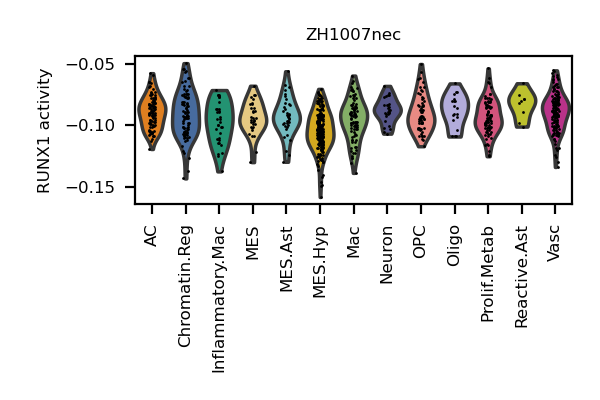 ZH1007nec
RUNX1 activity
−0.05
−0.10
−0.15
AC
Chromatin.Reg
Inflammatory.Mac
MES
MES.Ast
MES.Hyp
Mac
Neuron
OPC
Oligo
Prolif.Metab
Reactive.Ast
Vasc